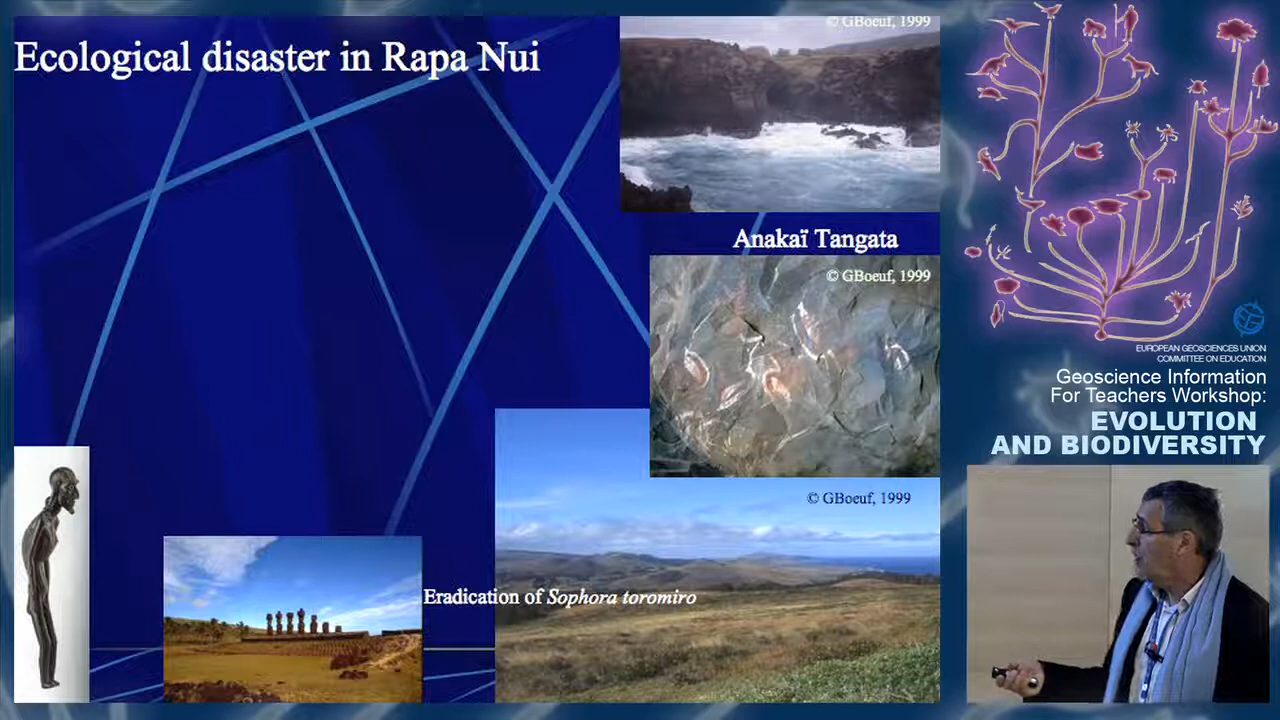 Ecological disaster in Rapa Nui
© GBoeuf, 1999
Anakaï Tangata
© GBoeuf, 1999
© GBoeuf, 1999
Eradication of Sophora toromiro
EUROPEAN GEOSCIENCES UNION
COMMITTEE ON EDUCATION
Geoscience Information
For Teachers Workshop:
EVOLUTION
AND BIODIVERSITY